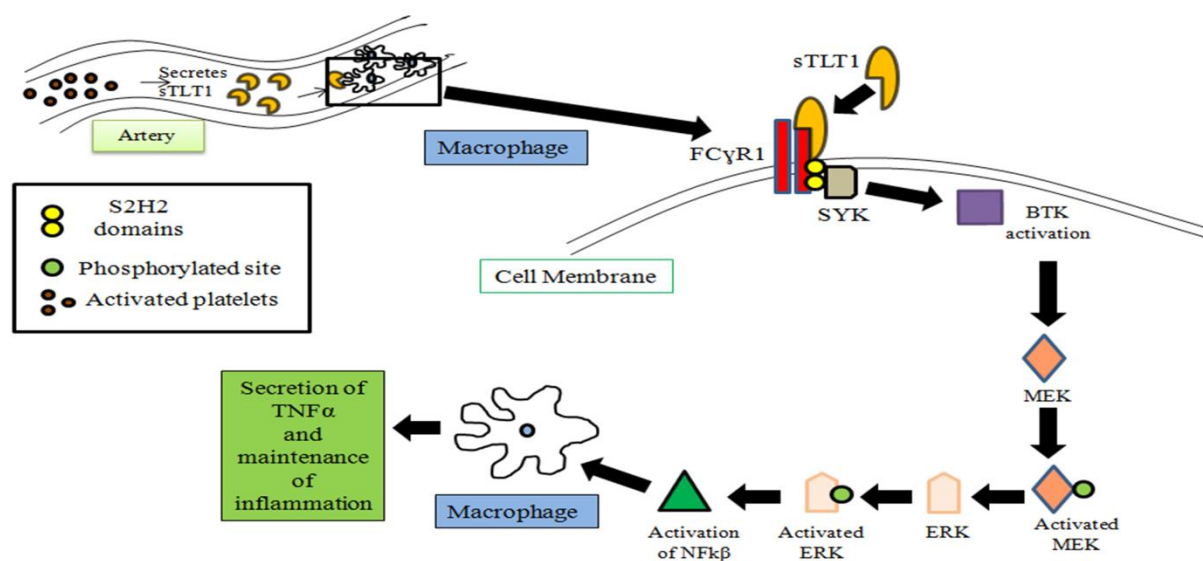 Secretes
sTLT1
Artery
Macrophage
sTLT1
FCɣR1
SYK
BTK
activation
S2H2
domains
Phosphorylated site
Activated platelets
Cell Membrane
MEK
Activated
MEK
ERK
Activated
ERK
Activation
of NFkβ
Macrophage
Secretion of
TNFα
and
maintenance
of
inflammation